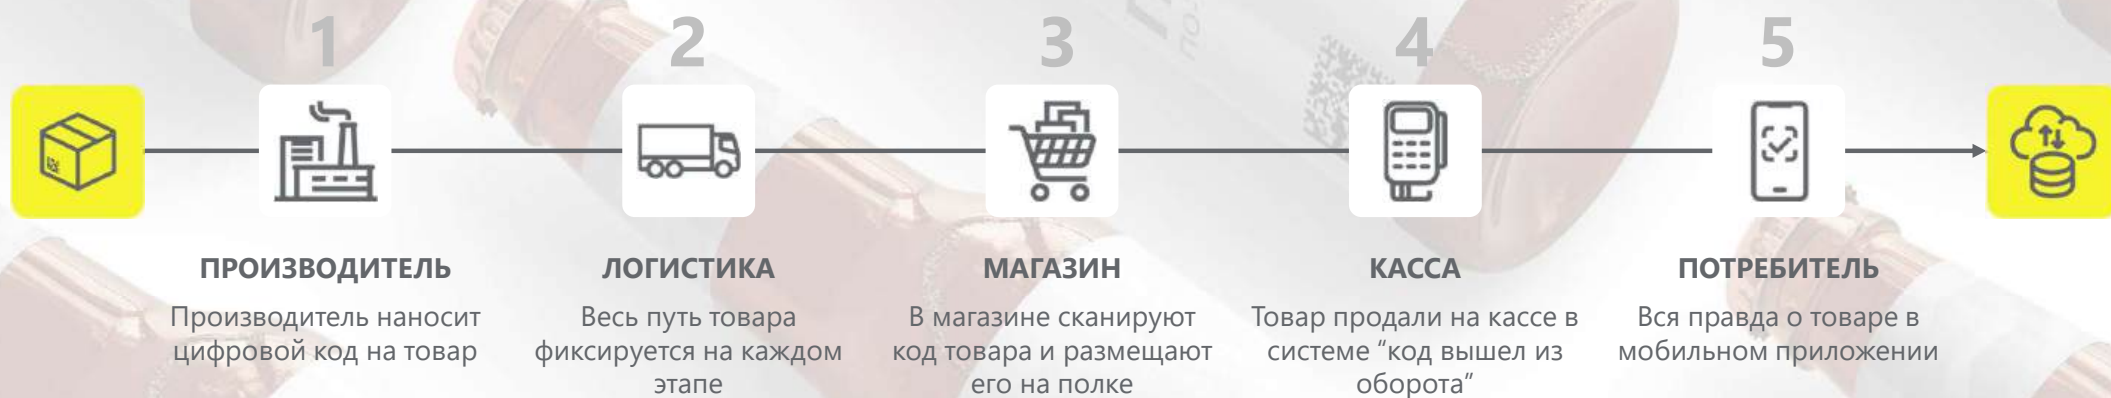 1
2
3
4
5
ПРОИЗВОДИТЕЛЬ
Производитель наносит
цифровой код на товар
ЛОГИСТИКА
Весь путь товара
фиксируется на каждом
этапе
МАГАЗИН
В магазине сканируют
код товара и размещают
его на полке
КАССА
Товар продали на кассе в
системе “код вышел из
оборота”
ПОТРЕБИТЕЛЬ
Вся правда о товаре в
мобильном приложении